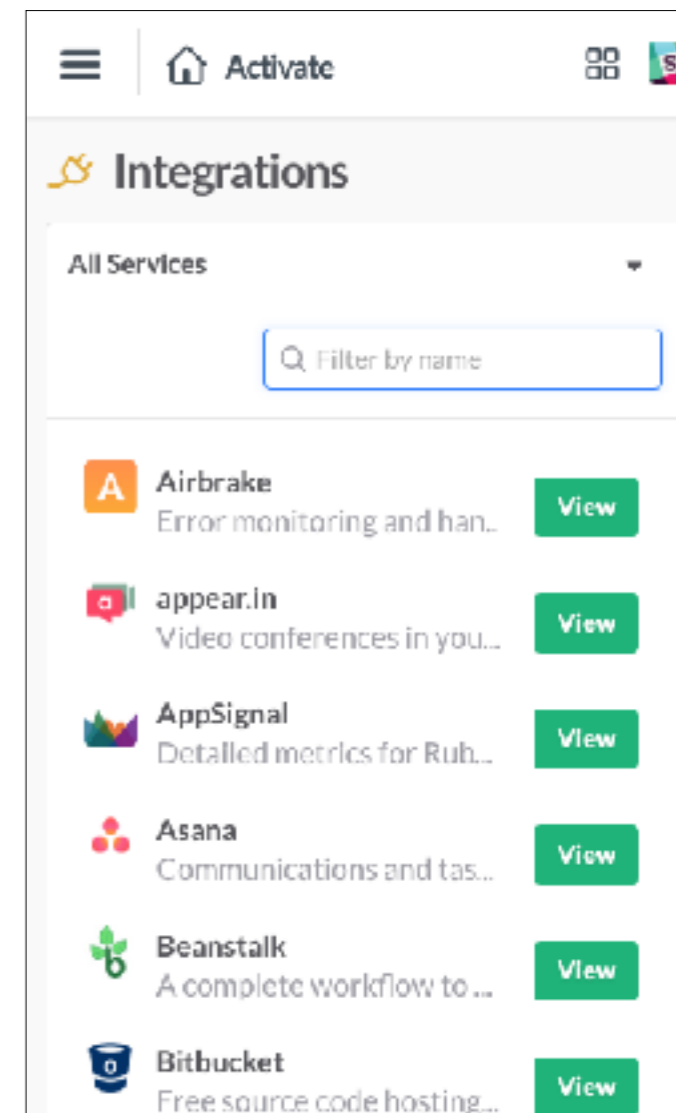 Activate
Integrations
All Services
Filter by name
A
Airbrake
Error monitoring and han...
View
appear.in
Video conferences in you...
View
AppSignal
Detailed metrics for Rub...
View
Asana
Communications and tas...
View
Beanstalk
A complete workflow to ...
View
Bitbucket
Free source code hosting...
View